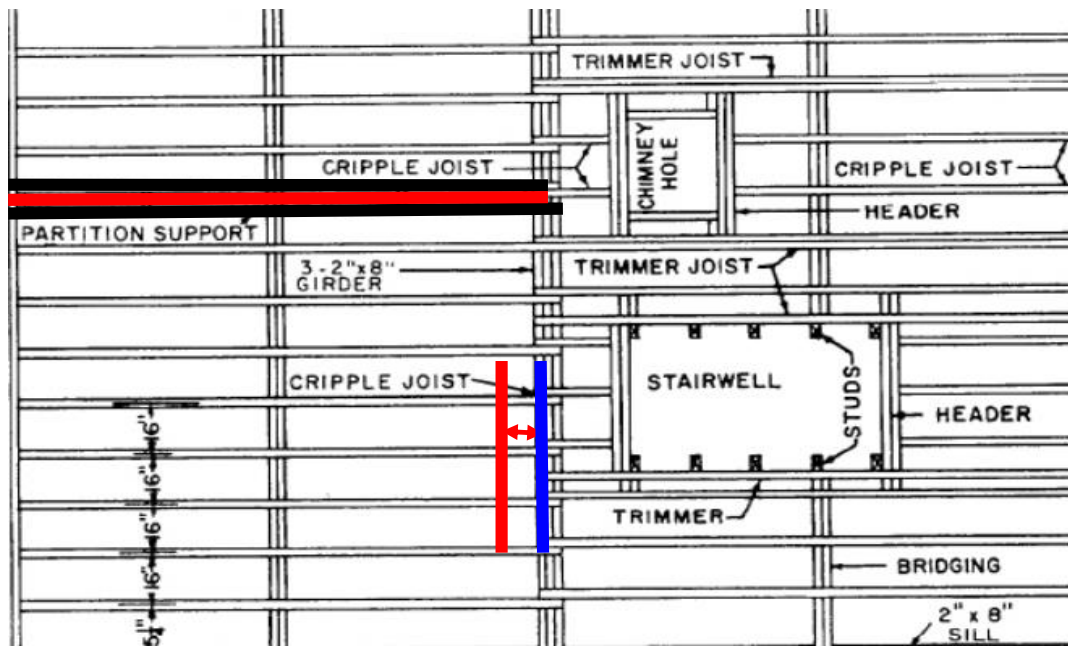 TRIMMER JOIST
CHIMNEY
HOLE
CRIPPLE JOIST
CRIPPLE JOIST
HEADER
PARTITION SUPPORT
3-2"x8"
GIRDER
TRIMMER JOIST
CRIPPLE JOIST
STAIRWELL
STUDS
HEADER
16"
16"
16"
16"
TRIMMER
BRIDGING
2" x 8"
SILL